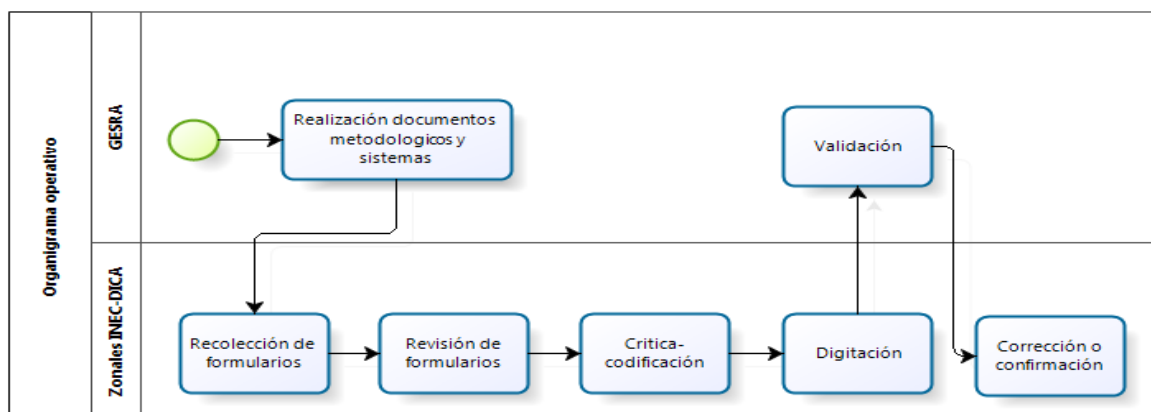 Organigrama operativo
GESRA
Realización documentos
metodologicos y
sistemas
Validación
Zonales INEC-DICA
Recolección de
formularios
Revisión de
formularios
Critica-
codificación
Digitación
Corrección o
confirmación